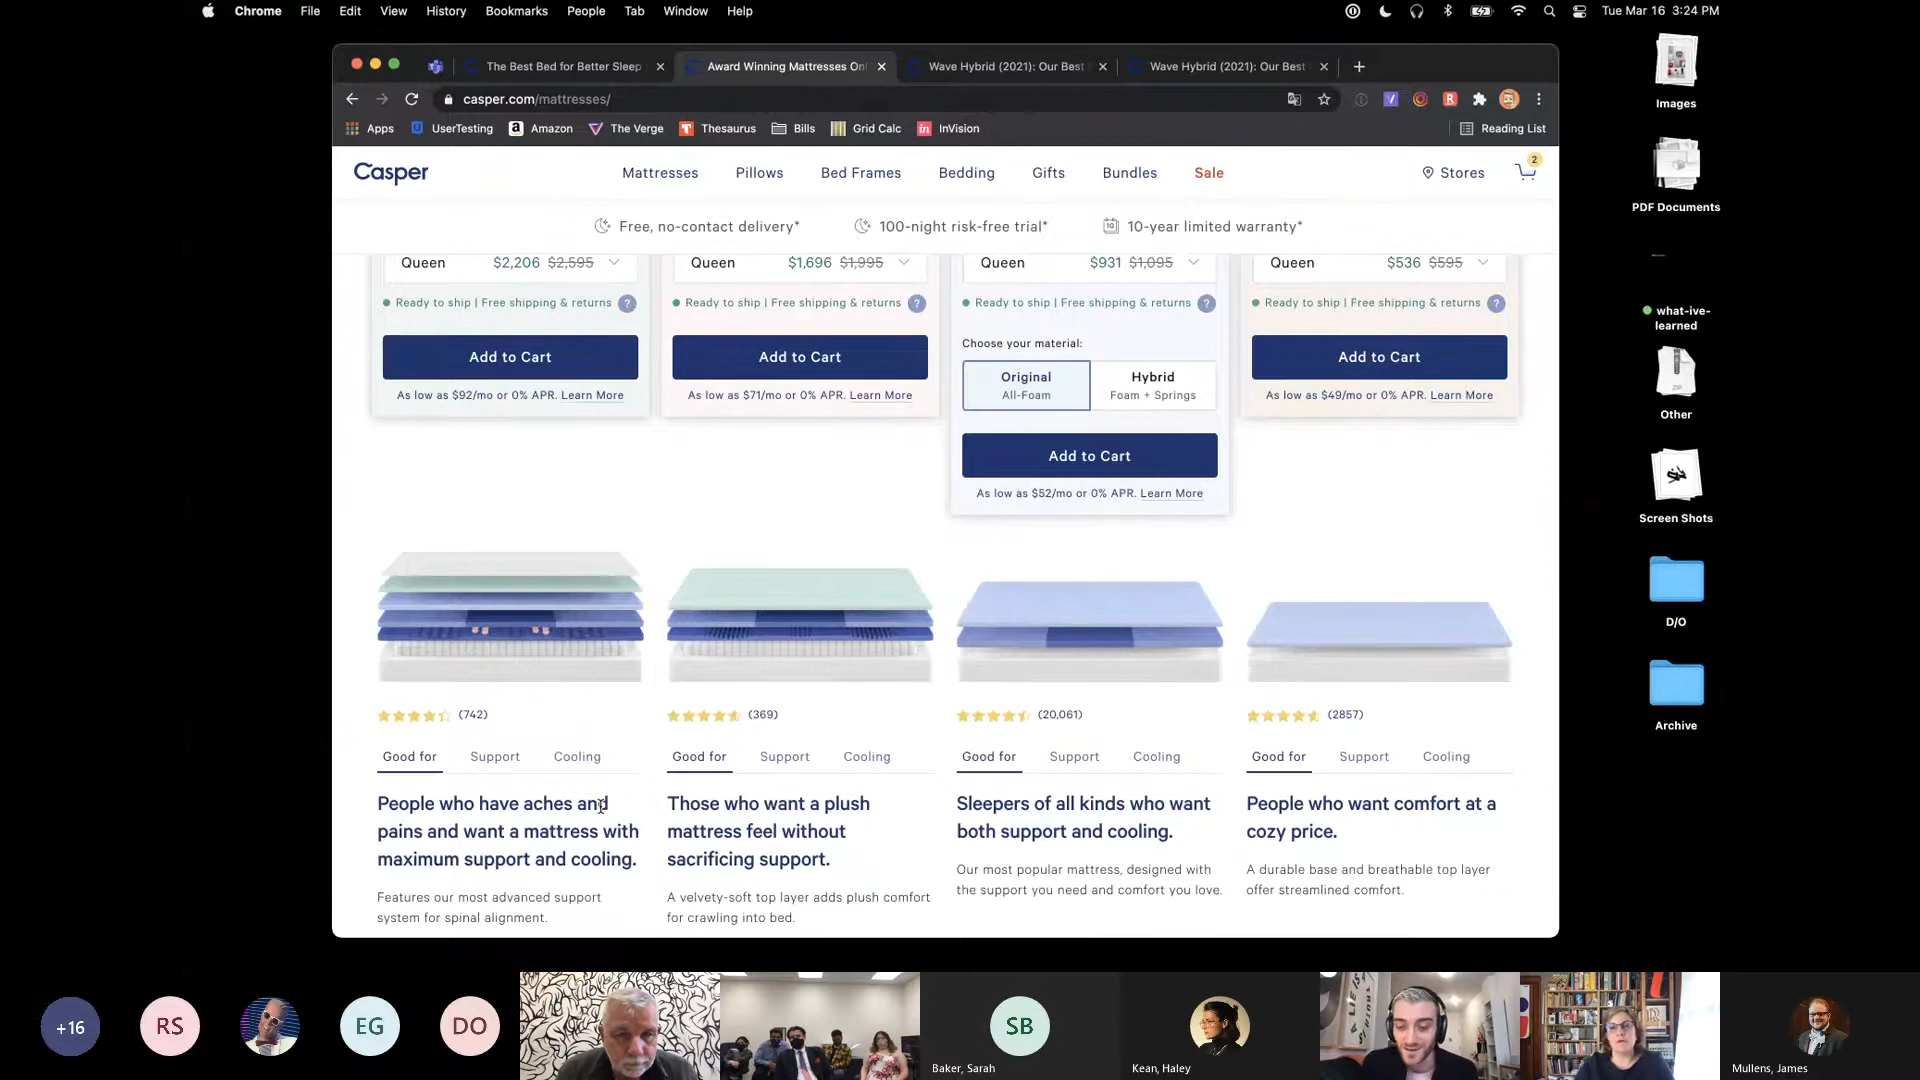 Chrome File Edit View History Bookmarks People Tab Window Help
Tue Mar 16 3:24 PM
The Best Bed for Better Sleep
Award Winning Mattresses Onl
Wave Hybrid (2021): Our Best
Wave Hybrid (2021): Our Best
casper.com/mattresses/
Apps UserTesting Amazon The Verge Thesaurus Bills Grid Calc InVision Reading List
Casper
Mattresses Pillows Bed Frames Bedding Gifts Bundles Sale
Stores
2
Free, no-contact delivery*
100-night risk-free trial*
10-year limited warranty*
Queen $2,206 $2,595
Ready to ship | Free shipping & returns ?
Add to Cart
As low as $92/mo or 0% APR. Learn More
Queen $1,696 $1,995
Ready to ship | Free shipping & returns ?
Add to Cart
As low as $71/mo or 0% APR. Learn More
Queen $931 $1,095
Ready to ship | Free shipping & returns ?
Choose your material:
Original
All-Foam
Hybrid
Foam + Springs
Add to Cart
As low as $52/mo or 0% APR. Learn More
Queen $536 $595
Ready to ship | Free shipping & returns ?
Add to Cart
As low as $49/mo or 0% APR. Learn More
(742)
Good for Support Cooling
People who have aches and
pains and want a mattress with
maximum support and cooling.
Features our most advanced support
system for spinal alignment.
(369)
Good for Support Cooling
Those who want a plush
mattress feel without
sacrificing support.
A velvety-soft top layer adds plush comfort
for crawling into bed.
(20,061)
Good for Support Cooling
Sleepers of all kinds who want
both support and cooling.
Our most popular mattress, designed with
the support you need and comfort you love.
(2857)
Good for Support Cooling
People who want comfort at a
cozy price.
A durable base and breathable top layer
offer streamlined comfort.
Images
PDF Documents
what-ive-
learned
ZIP
Other
Screen Shots
D/O
Archive
+16
RS
EG
DO
SB
Baker, Sarah
Kean, Haley
Mullens, James